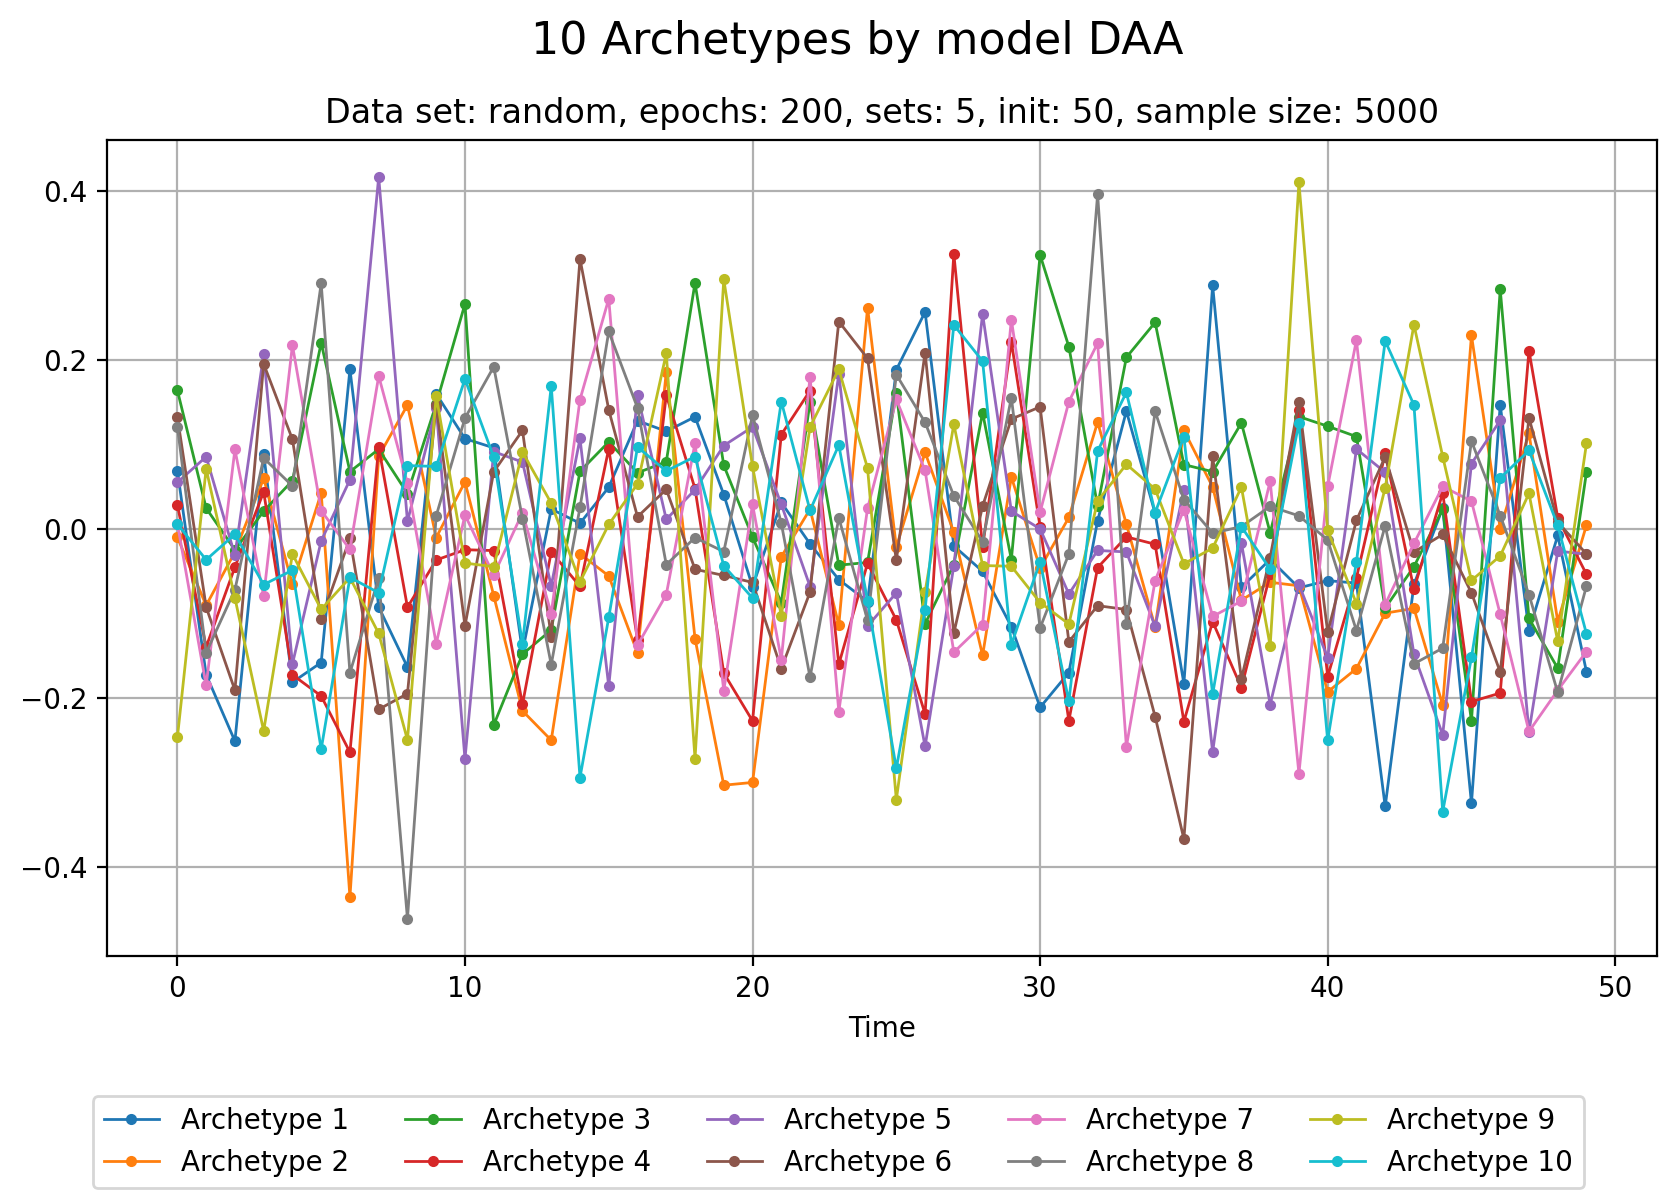 10 Archetypes by model DAA
Data set: random, epochs: 200, sets: 5, init: 50, sample size: 5000
0.4
0.2
0.0
−0.2
−0.4
0 10 20 30 40 50
Time
Archetype 1 Archetype 3 Archetype 5 Archetype 7 Archetype 9
Archetype 2 Archetype 4 Archetype 6 Archetype 8 Archetype 10